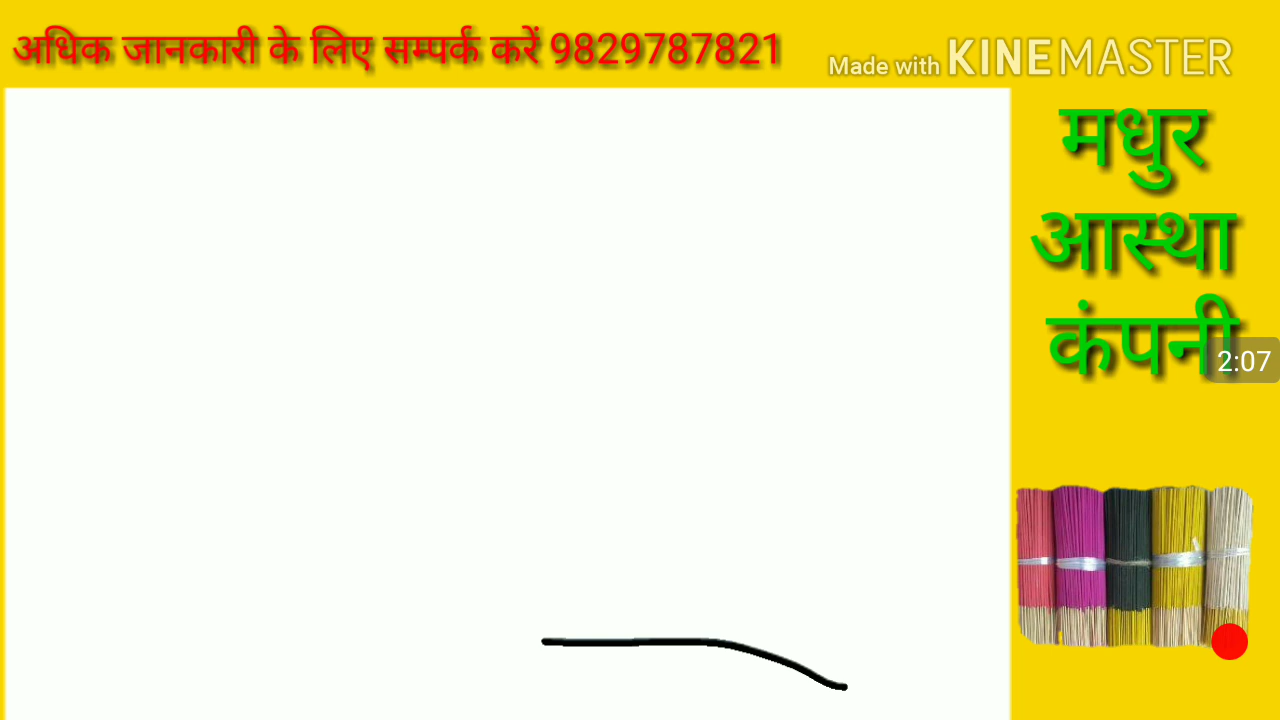 अधिक जानकारी के लिए सम्पर्क करें 9829787821
Made with KINEMASTER
मधुर
आस्था
कंपनी
2:07